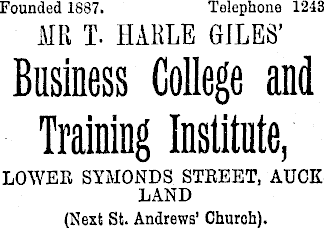 Founded 1887. Telephone 1243
MR T. HARLE GILES'
Business College and
Training Institute,
LOWER SYMONDS STREET, AUCK
LAND
(Next St. Andrews' Church).